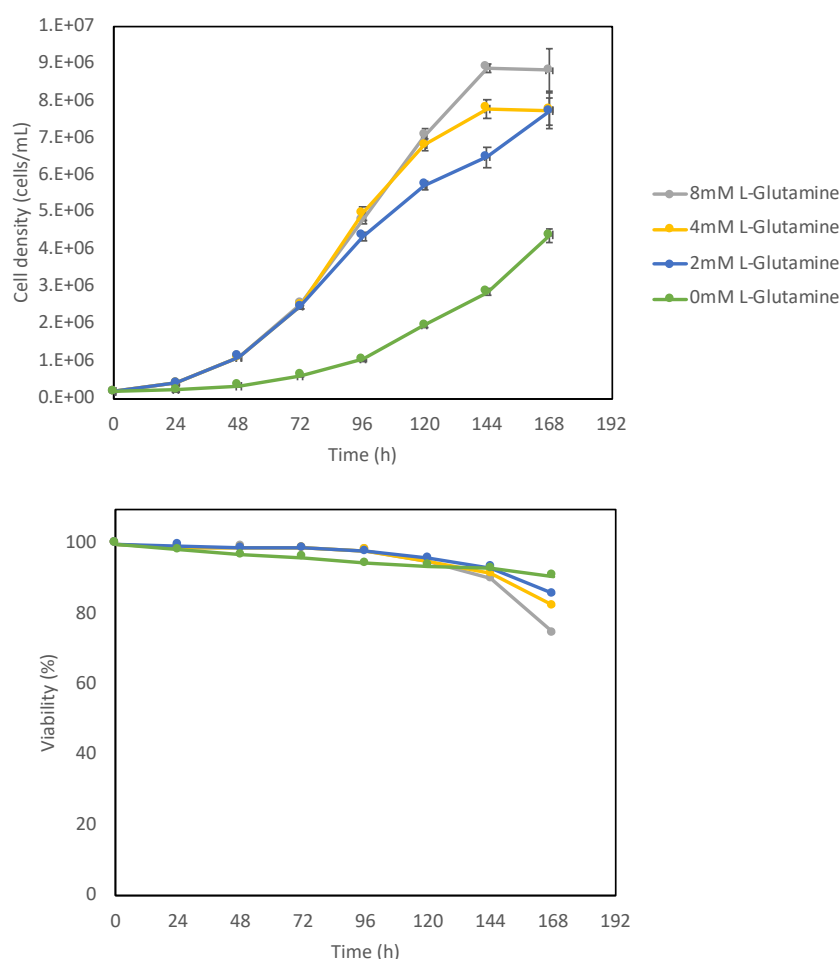 1.E+07
9.E+06
8.E+06
7.E+06
6.E+06
5.E+06
4.E+06
3.E+06
2.E+06
1.E+06
0.E+00
Cell density (cells/mL)
0 24 48 72 96 120 144 168 192
Time (h)
8mM L-Glutamine
4mM L-Glutamine
2mM L-Glutamine
0mM L-Glutamine
100
80
60
40
20
0
Viability (%)
0 24 48 72 96 120 144 168 192
Time (h)